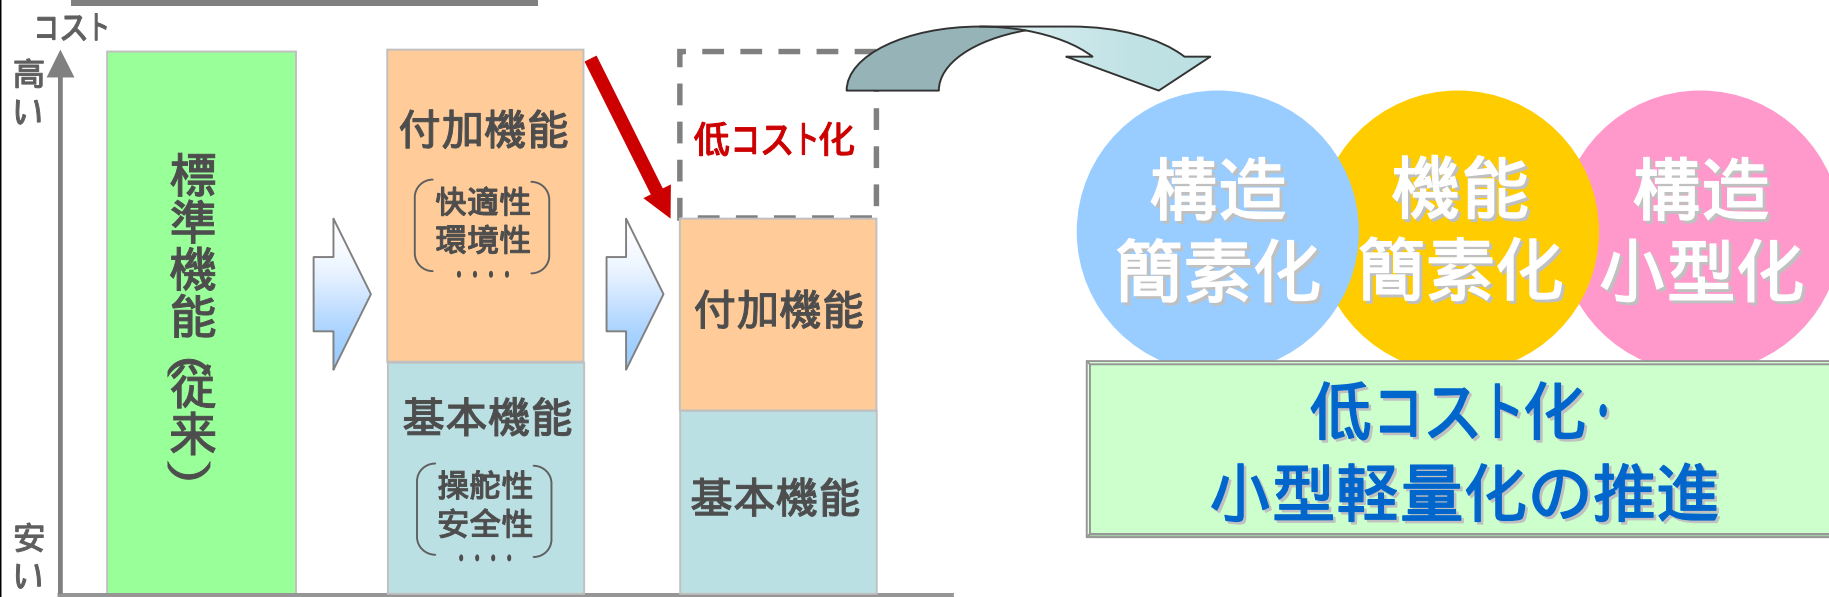 コスト
高い
安い
標準機能(従来)
付加機能
快適性
環境性
････
基本機能
操舵性
安全性
････
低コスト化
付加機能
基本機能
構造
簡素化
機能
簡素化
構造
小型化
低コスト化･
小型軽量化の推進